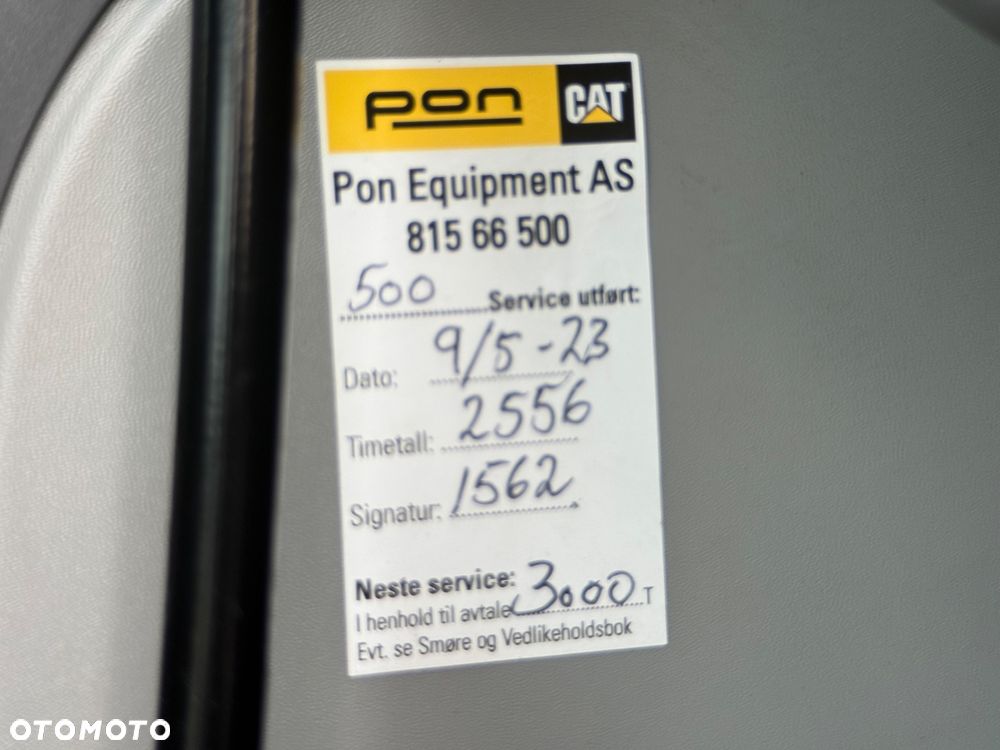 pon CAT
Pon Equipment AS
815 66 500
500 Service utført:
Dato: 9/5-23
Timetall: 2556
Signatur: 1562
Neste service: 3000 T
I henhold til avtale
Evt. se Smøre og Vedlikeholdsbok
OTOMOTO